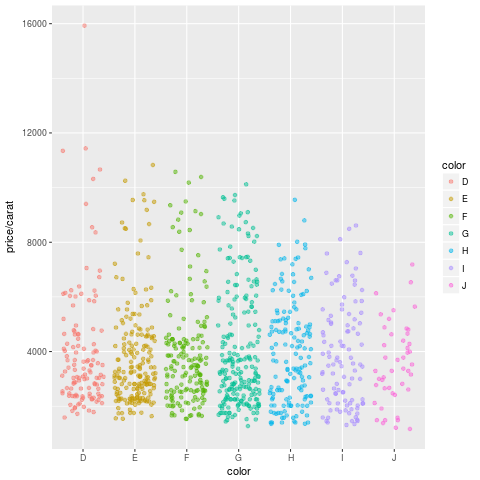 16000
12000
8000
4000
price/carat
D E F G H I J
color
color
D
E
F
G
H
I
J